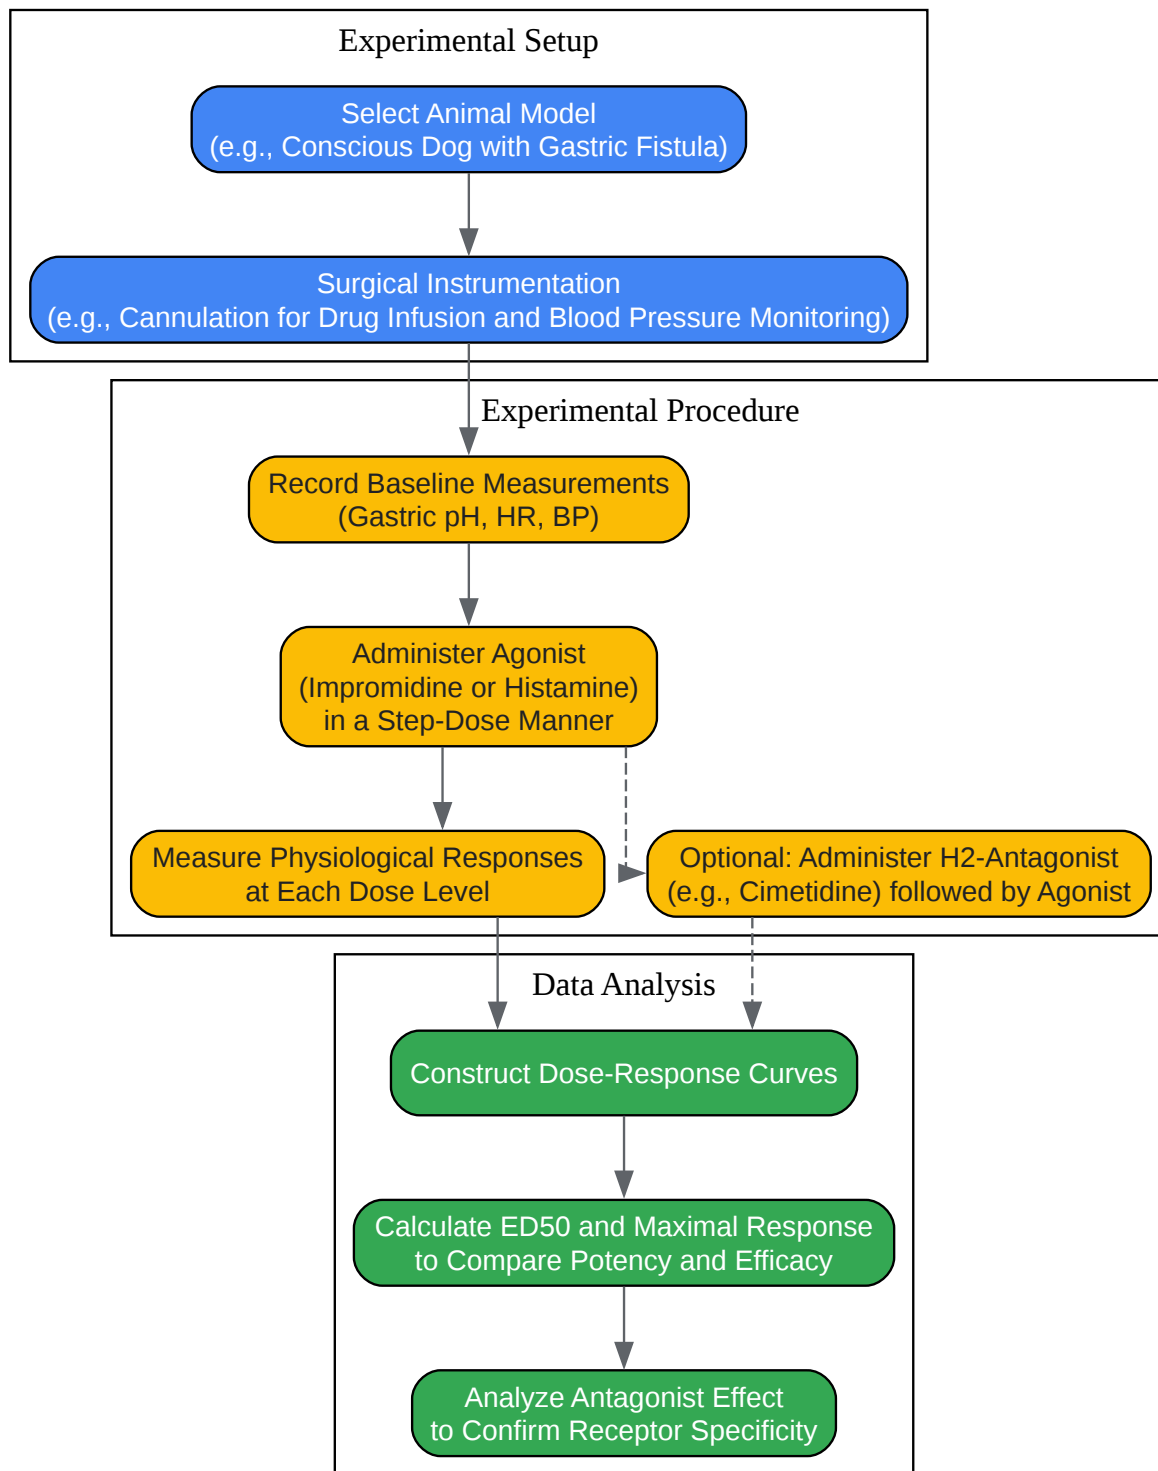 Experimental Setup
Select Animal Model
(e.g., Conscious Dog with Gastric Fistula)
Surgical Instrumentation
(e.g., Cannulation for Drug Infusion and Blood Pressure Monitoring)
Experimental Procedure
Record Baseline Measurements
(Gastric pH, HR, BP)
Administer Agonist
(Impromidine or Histamine)
in a Step-Dose Manner
Measure Physiological Responses
at Each Dose Level
Optional: Administer H2-Antagonist
(e.g., Cimetidine) followed by Agonist
Data Analysis
Construct Dose-Response Curves
Calculate ED50 and Maximal Response
to Compare Potency and Efficacy
Analyze Antagonist Effect
to Confirm Receptor Specificity